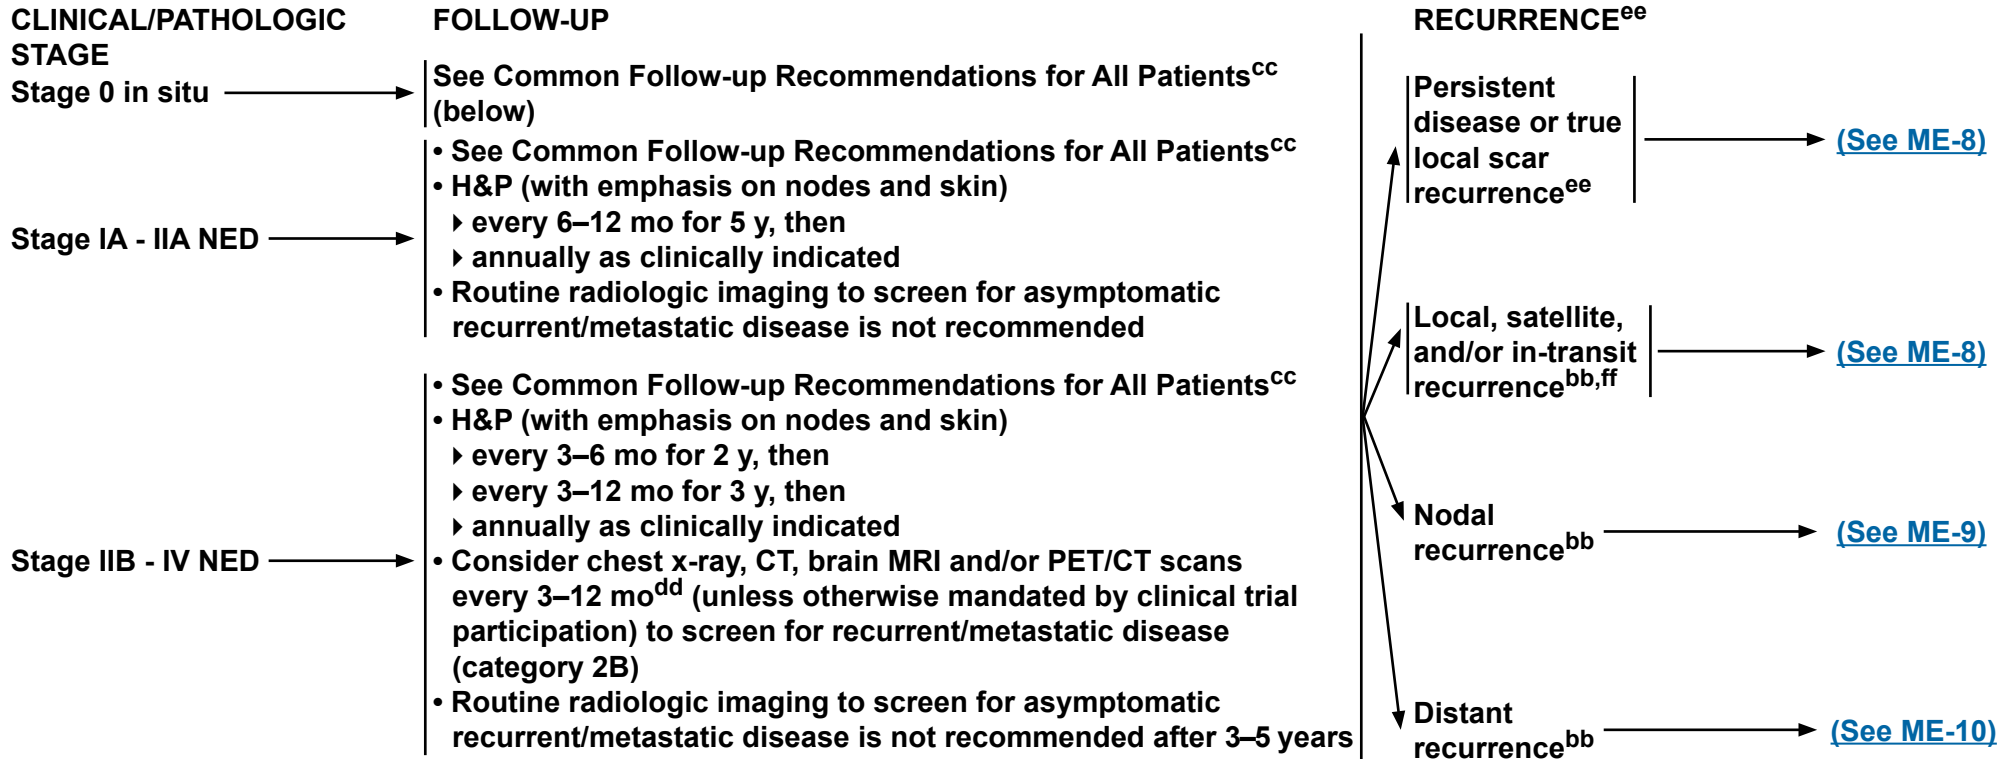 CLINICAL/PATHOLOGIC
STAGE
FOLLOW-UP
RECURRENCEee
Stage 0 in situ
See Common Follow-up Recommendations for All Patientscc
(below)
Stage IA - IIA NED
• See Common Follow-up Recommendations for All Patientscc
• H&P (with emphasis on nodes and skin)
▸ every 6–12 mo for 5 y, then
▸ annually as clinically indicated
• Routine radiologic imaging to screen for asymptomatic
recurrent/metastatic disease is not recommended
Stage IIB - IV NED
• See Common Follow-up Recommendations for All Patientscc
• H&P (with emphasis on nodes and skin)
▸ every 3–6 mo for 2 y, then
▸ every 3–12 mo for 3 y, then
▸ annually as clinically indicated
• Consider chest x-ray, CT, brain MRI and/or PET/CT scans
every 3–12 modd (unless otherwise mandated by clinical trial
participation) to screen for recurrent/metastatic disease
(category 2B)
• Routine radiologic imaging to screen for asymptomatic
recurrent/metastatic disease is not recommended after 3–5 years
Persistent
disease or true
local scar
recurrenceee
(See ME-8)
Local, satellite,
and/or in-transit
recurrencebb,ff
(See ME-8)
Nodal
recurrencebb
(See ME-9)
Distant
recurrencebb
(See ME-10)